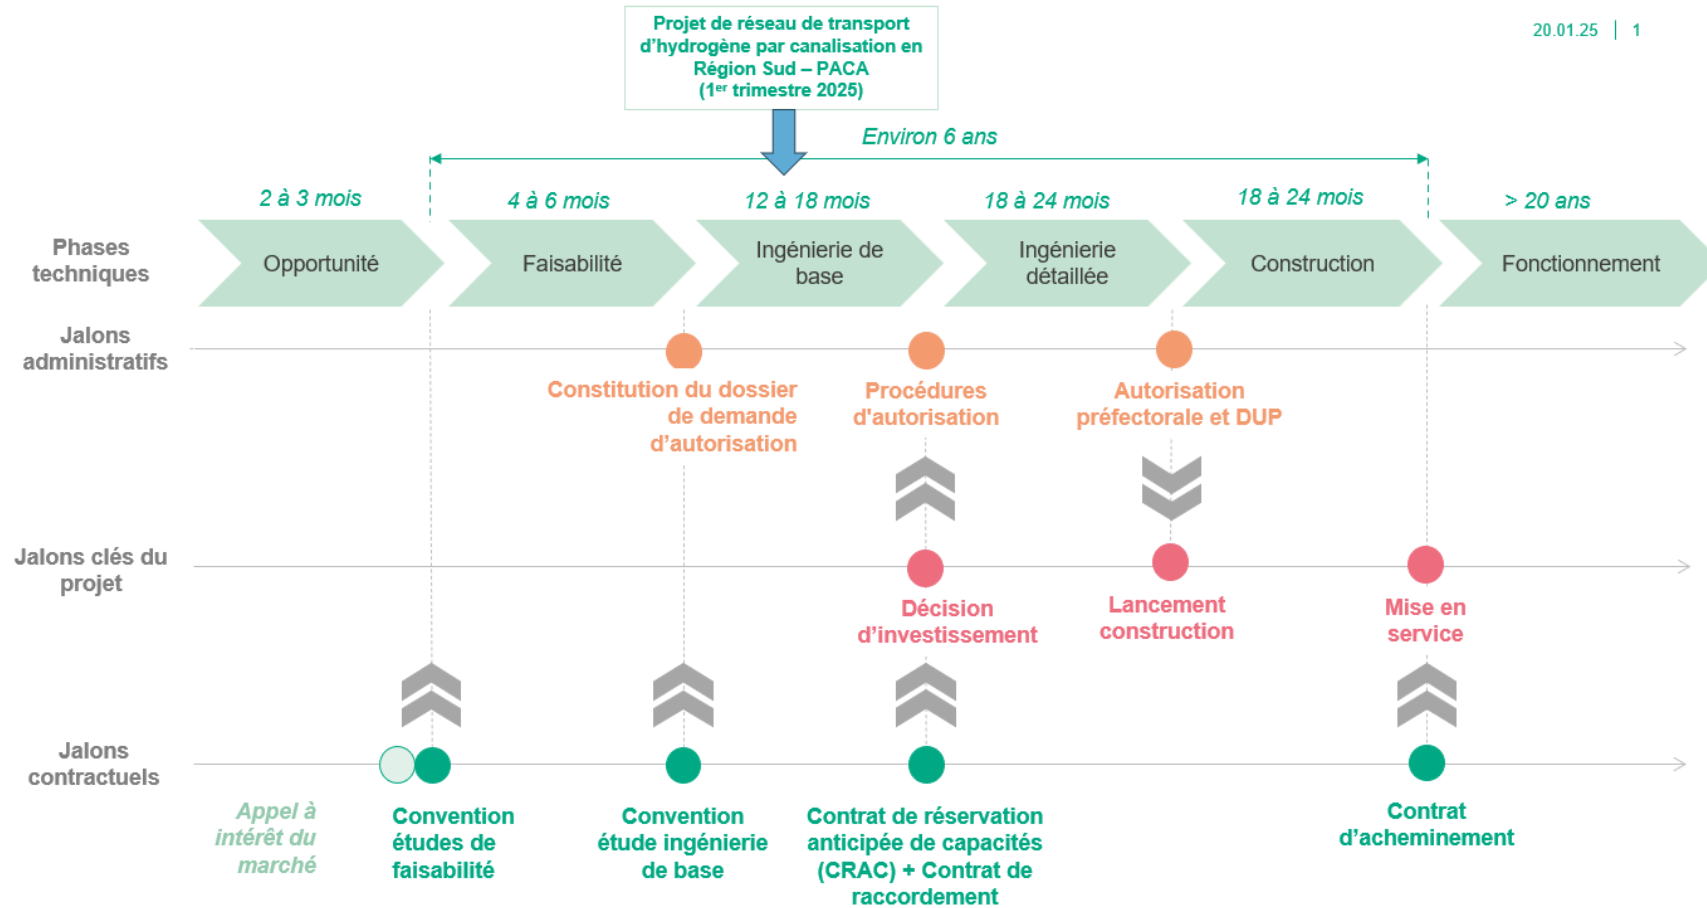 Projet de réseau de transport
d'hydrogène par canalisation en
Région Sud – PACA
(1er trimestre 2025)
20.01.25 | 1
Environ 6 ans
2 à 3 mois
4 à 6 mois
12 à 18 mois
18 à 24 mois
18 à 24 mois
> 20 ans
Phases
techniques
Opportunité
Faisabilité
Ingénierie de
base
Ingénierie
détaillée
Construction
Fonctionnement
Jalons
administratifs
Constitution du dossier
de demande
d'autorisation
Procédures
d'autorisation
Autorisation
préfectorale et DUP
Jalons clés du
projet
Décision
d'investissement
Lancement
construction
Mise en
service
Jalons
contractuels
Appel à
intérêt du
marché
Convention
études de
faisabilité
Convention
étude ingénierie
de base
Contrat de réservation
anticipée de capacités
(CRAC) + Contrat de
raccordement
Contrat
d'acheminement